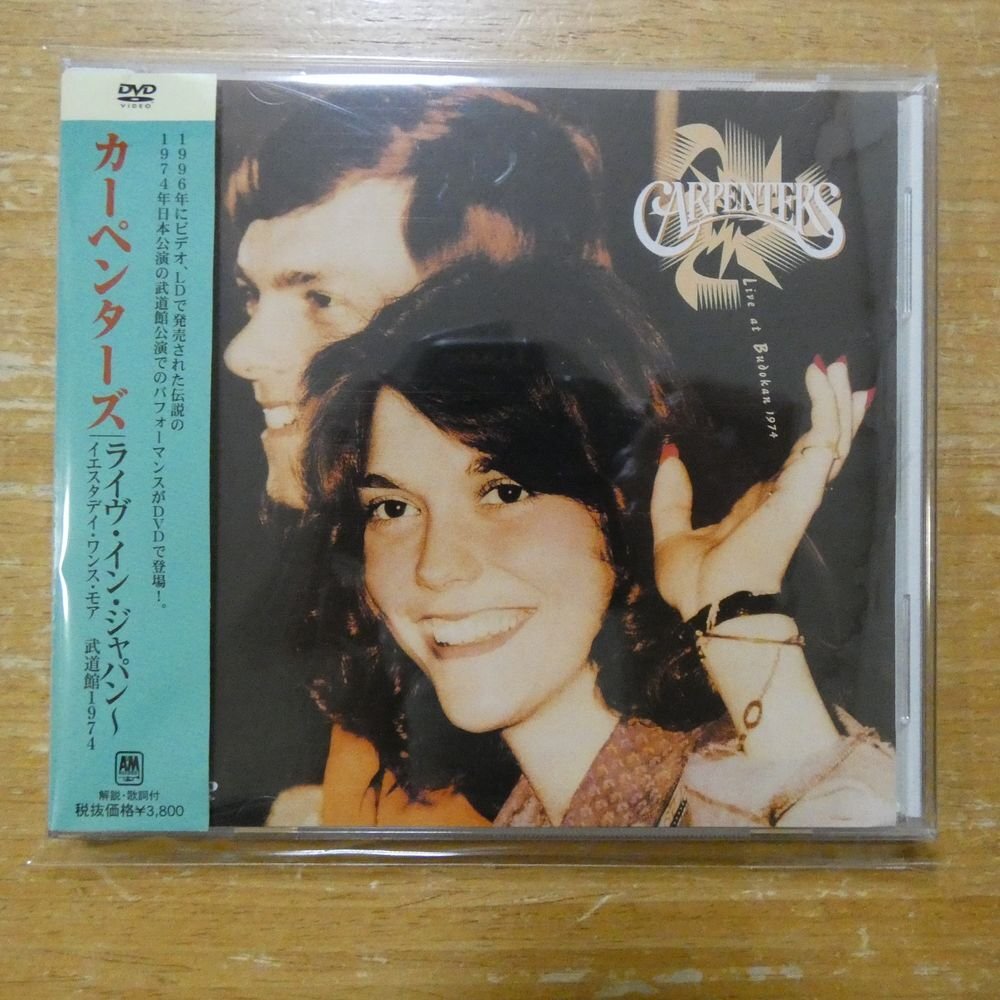 DVD
VIDEO
1996年にビデオ、LDで発売された伝説の
1974年日本公演の武道館公演でのパフォーマンスがDVDで登場!。
カーペンターズ
ライヴ・イン・ジャパン〜
イエスタデイ・ワンス・モア 武道館1974
AM
解説・歌詞付
税抜価格¥3,800
CARPENTERS
Live at Budokan 1974